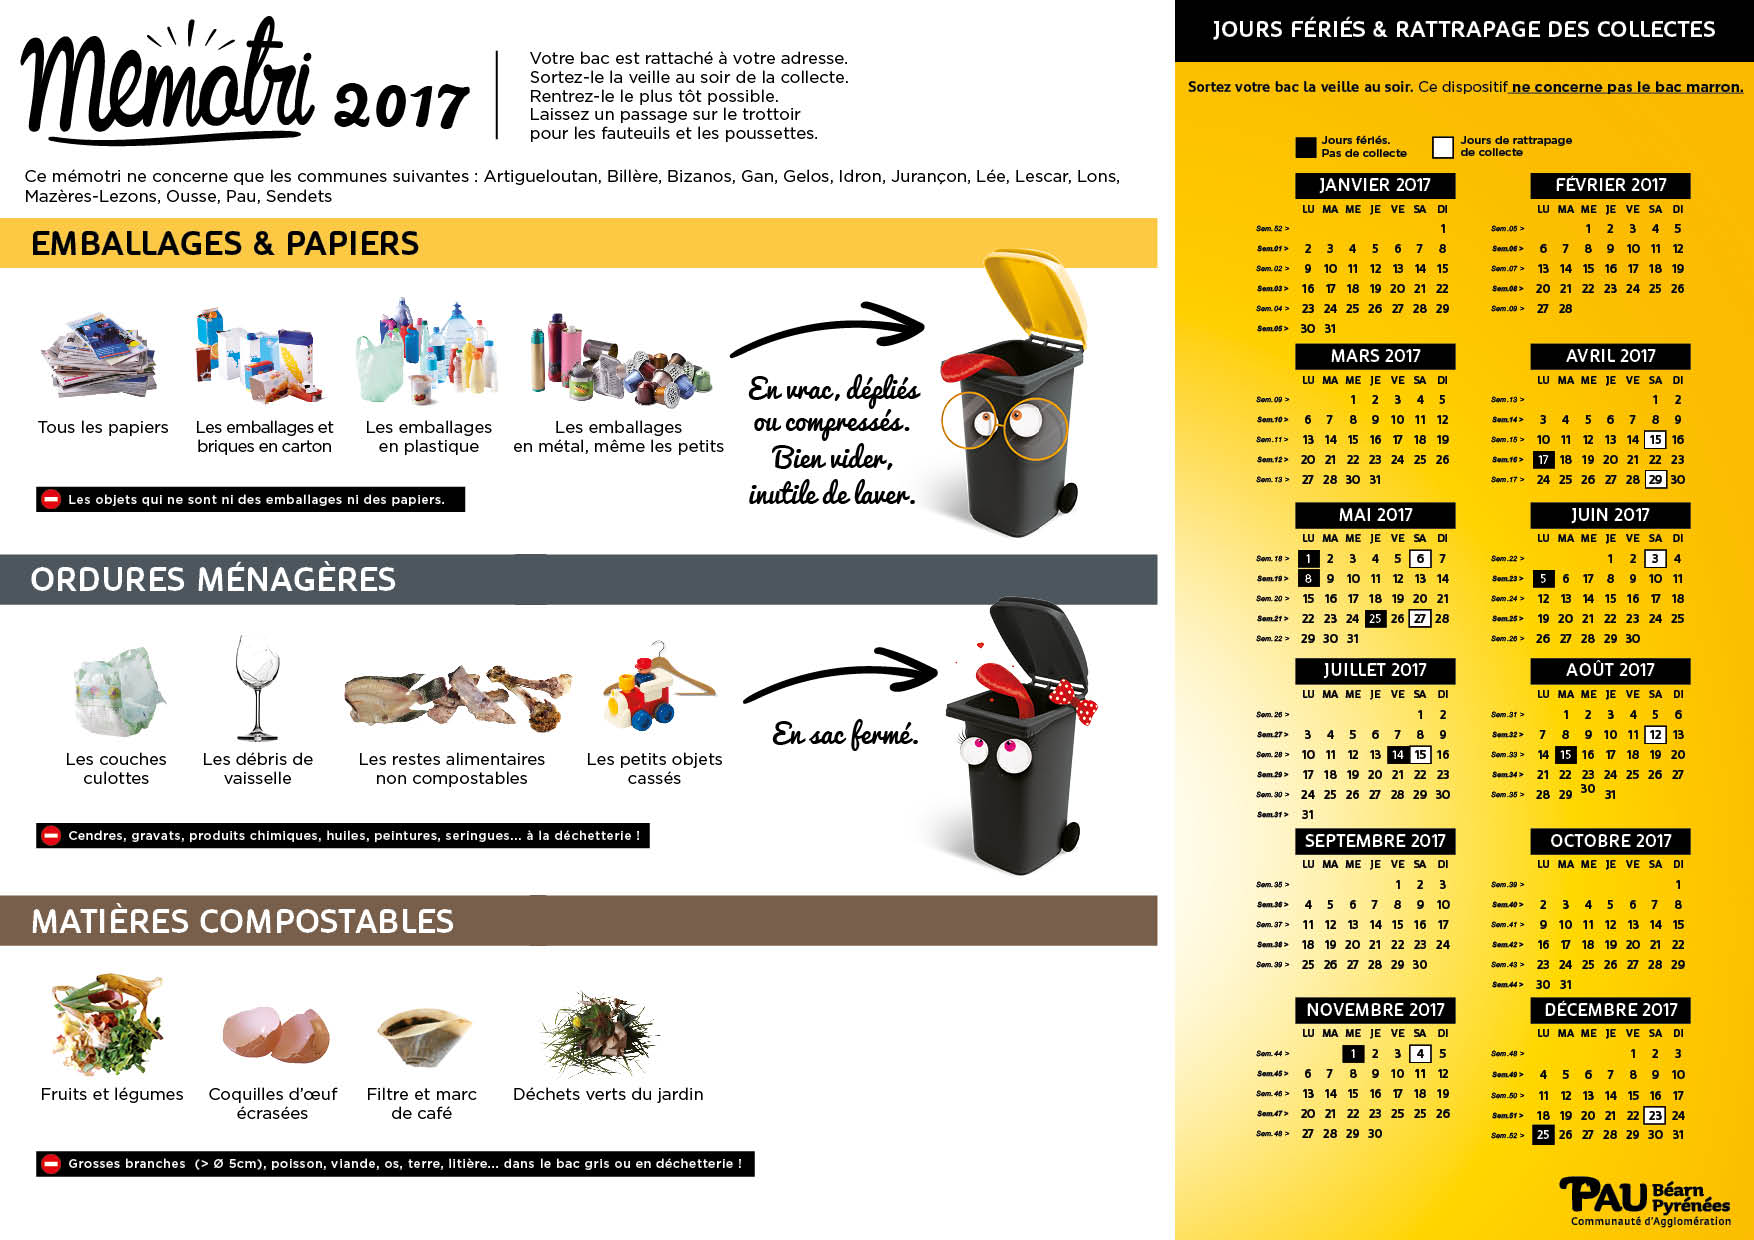 Memotri 2017
Votre bac est rattaché à votre adresse.
Sortez-le la veille au soir de la collecte.
Rentrez-le le plus tôt possible.
Laissez un passage sur le trottoir
pour les fauteuils et les poussettes.
Ce mémotri ne concerne que les communes suivantes : Artigueloutan, Billère, Bizanos, Gan, Gelos, Idron, Jurançon, Lée, Lescar, Lons,
Mazères-Lezons, Ousse, Pau, Sendets
EMBALLAGES & PAPIERS
Tous les papiers
Les emballages et
briques en carton
Les emballages
en plastique
Les emballages
en métal, même les petits
En vrac, dépliés
ou compressés.
Bien vider,
inutile de laver.
Les objets qui ne sont ni des emballages ni des papiers.
ORDURES MÉNAGÈRES
Les couches
culottes
Les débris de
vaisselle
Les restes alimentaires
non compostables
Les petits objets
cassés
En sac fermé.
Cendres, gravats, produits chimiques, huiles, peintures, seringues... à la déchetterie !
MATIÈRES COMPOSTABLES
Fruits et légumes
Coquilles d'œuf
écrasées
Filtre et marc
de café
Déchets verts du jardin
Grosses branches (> Ø 5cm), poisson, viande, os, terre, litière... dans le bac gris ou en déchetterie !
JOURS FÉRIÉS & RATTRAPAGE DES COLLECTES
Sortez votre bac la veille au soir. Ce dispositif ne concerne pas le bac marron.
Jours fériés.
Pas de collecte
Jours de rattrapage
de collecte
JANVIER 2017
LU MA ME JE VE SA DI
Sem.52 > 1
Sem.01 > 2 3 4 5 6 7 8
Sem.02 > 9 10 11 12 13 14 15
Sem.03 > 16 17 18 19 20 21 22
Sem.04 > 23 24 25 26 27 28 29
Sem.05 > 30 31
FÉVRIER 2017
LU MA ME JE VE SA DI
Sem.05 > 1 2 3 4 5
Sem.06 > 6 7 8 9 10 11 12
Sem.07 > 13 14 15 16 17 18 19
Sem.08 > 20 21 22 23 24 25 26
Sem.09 > 27 28
MARS 2017
LU MA ME JE VE SA DI
Sem.09 > 1 2 3 4 5
Sem.10 > 6 7 8 9 10 11 12
Sem.11 > 13 14 15 16 17 18 19
Sem.12 > 20 21 22 23 24 25 26
Sem.13 > 27 28 30 31
AVRIL 2017
LU MA ME JE VE SA DI
Sem.13 > 1 2
Sem.14 > 3 4 5 6 7 8 9
Sem.15 > 10 11 12 13 14 15 16
Sem.16 > 17 18 19 20 21 22 23
Sem.17 > 24 25 26 27 28 29 30
MAI 2017
LU MA ME JE VE SA DI
Sem.18 > 1 2 3 4 5 6 7
Sem.19 > 8 9 10 11 12 13 14
Sem.20 > 15 16 17 18 19 20 21
Sem.21 > 22 23 24 25 26 27 28
Sem.22 > 29 30 31
JUIN 2017
LU MA ME JE VE SA DI
Sem.22 > 1 2 3 4
Sem.23 > 5 6 17 8 9 10 11
Sem.24 > 12 13 14 15 16 17 18
Sem.25 > 19 20 21 22 23 24 25
Sem.26 > 26 27 28 29 30
JUILLET 2017
LU MA ME JE VE SA DI
Sem.26 > 1 2
Sem.27 > 3 4 5 6 7 8 9
Sem.28 > 10 11 12 13 14 15 16
Sem.29 > 17 18 19 20 21 22 23
Sem.30 > 24 25 26 27 28 29 30
Sem.31 > 31
AOÛT 2017
LU MA ME JE VE SA DI
Sem.31 > 1 2 3 4 5 6
Sem.32 > 7 8 9 10 11 12 13
Sem.33 > 14 15 16 17 18 19 20
Sem.34 > 21 22 23 24 25 26 27
Sem.35 > 28 29 30 31
SEPTEMBRE 2017
LU MA ME JE VE SA DI
Sem.35 > 1 2 3
Sem.36 > 4 5 6 7 8 9 10
Sem.37 > 11 12 13 14 15 16 17
Sem.38 > 18 19 20 21 22 23 24
Sem.39 > 25 26 27 28 29 30
OCTOBRE 2017
LU MA ME JE VE SA DI
Sem.39 > 1
Sem.40 > 2 3 4 5 6 7 8
Sem.41 > 9 10 11 12 13 14 15
Sem.42 > 16 17 18 19 20 21 22
Sem.43 > 23 24 25 26 27 28 29
Sem.44 > 30 31
NOVEMBRE 2017
LU MA ME JE VE SA DI
Sem.44 > 1 2 3 4 5
Sem.45 > 6 7 8 9 10 11 12
Sem.46 > 13 14 15 16 17 18 19
Sem.47 > 20 21 22 23 25 25 26
Sem.48 > 27 28 29 30
DÉCEMBRE 2017
LU MA ME JE VE SA DI
Sem.48 > 1 2 3
Sem.49 > 4 5 6 7 8 9 10
Sem.50 > 11 12 13 14 15 16 17
Sem.51 > 18 19 20 21 22 23 24
Sem.52 > 25 26 27 28 29 30 31
PAU Béarn
Pyrénées
Communauté d'Agglomération